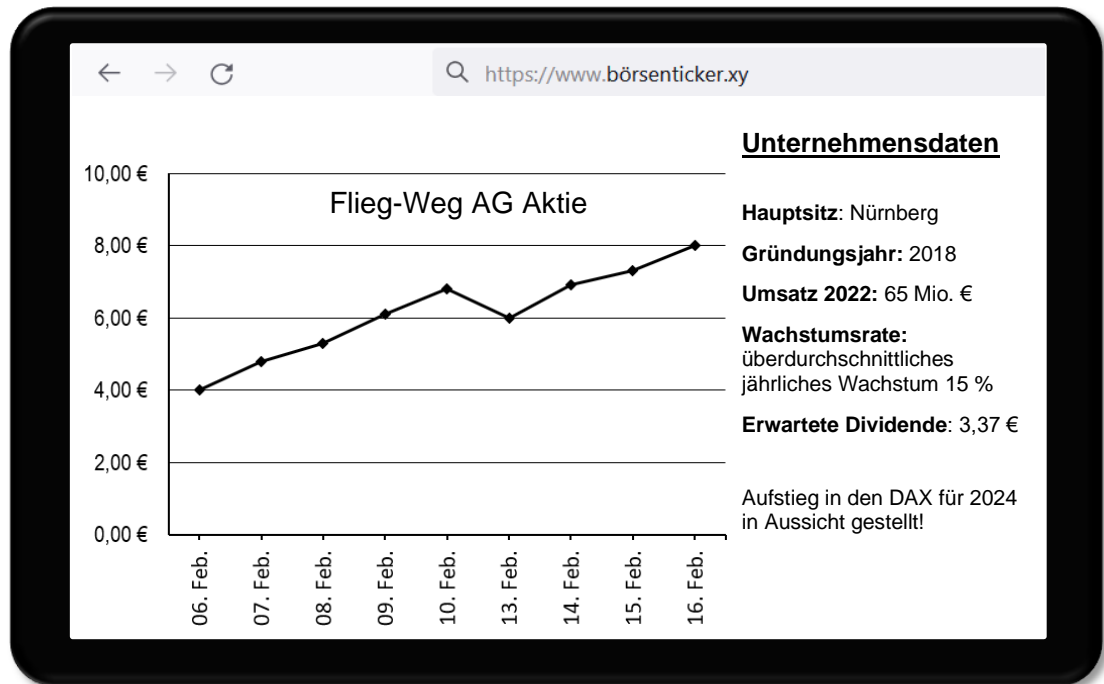 https://www.börsenticker.xy
Flieg-Weg AG Aktie
10,00 €
8,00 €
6,00 €
4,00 €
2,00 €
0,00 €
06. Feb.
07. Feb.
08. Feb.
09. Feb.
10. Feb.
13. Feb.
14. Feb.
15. Feb.
16. Feb.
Unternehmensdaten
Hauptsitz: Nürnberg
Gründungsjahr: 2018
Umsatz 2022: 65 Mio. €
Wachstumsrate:
überdurchschnittliches
jährliches Wachstum 15 %
Erwartete Dividende: 3,37 €
Aufstieg in den DAX für 2024
in Aussicht gestellt!